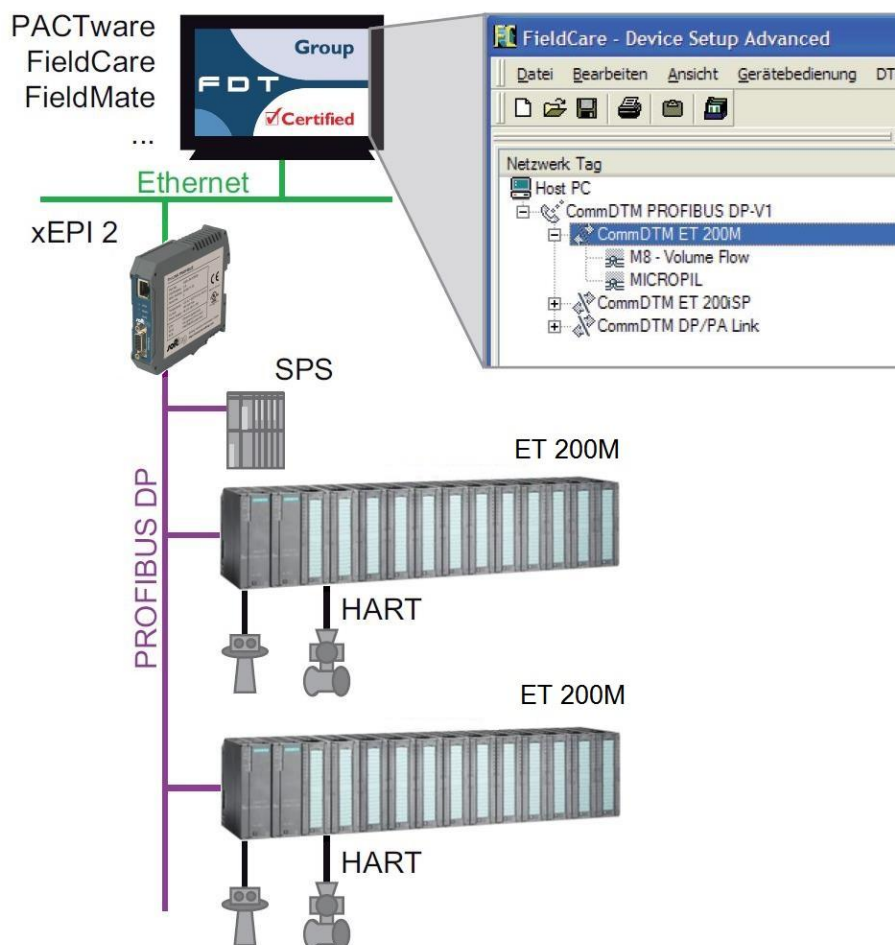 PACTware
FieldCare
FieldMate
...
Group
FDT
Certified
Ethernet
xEPI 2
FieldCare - Device Setup Advanced
Datei Bearbeiten Ansicht Gerätebedienung DT
Netzwerk Tag
Host PC
CommDTM PROFIBUS DP-V1
CommDTM ET 200M
M8 - Volume Flow
MICROPIL
CommDTM ET 200iSP
CommDTM DP/PA Link
SPS
PROFIBUS DP
ET 200M
HART
ET 200M
HART